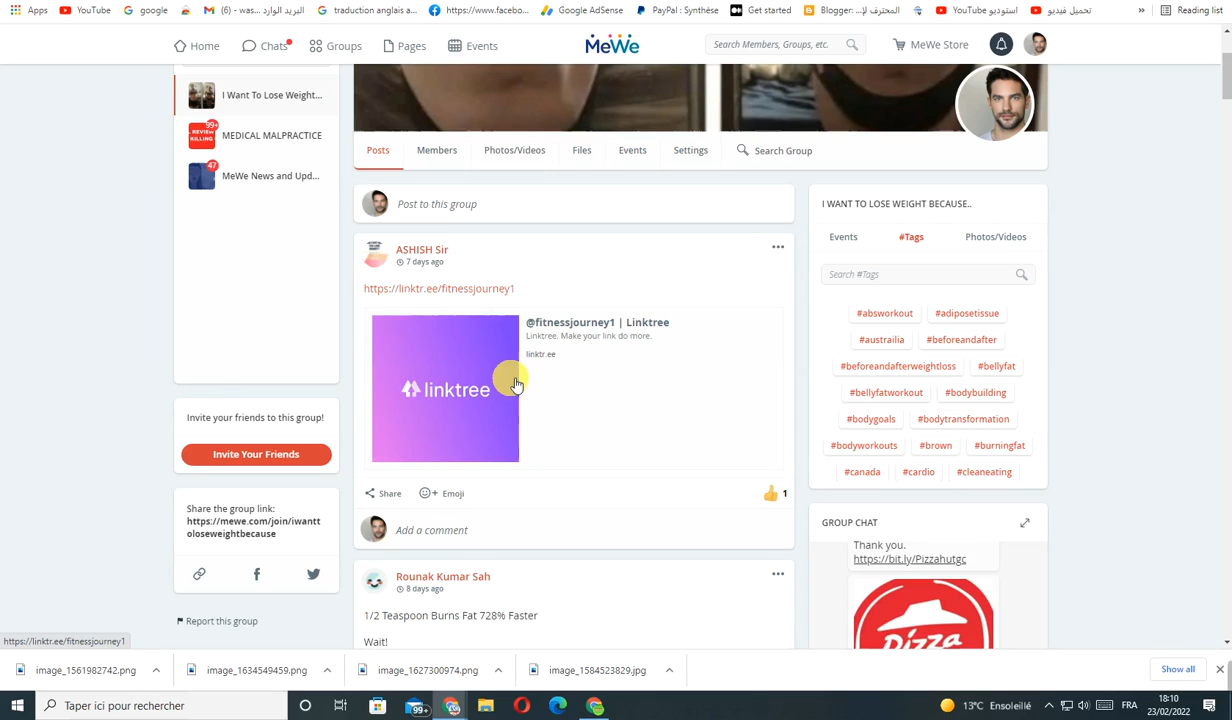 Apps
YouTube
google
(6) - was... البريد الوارد
traduction anglais a...
https://www.facebo...
Google AdSense
PayPal : Synthèse
Get started
Blogger: المحترف لإ...
استوديو YouTube
تحميل فيديو
»
Reading list
Home
Chats
Groups
Pages
Events
MeWe
Search Members, Groups, etc.
MeWe Store
I Want To Lose Weight...
99+
REVIEW
KILLING
MEDICAL MALPRACTICE
47
MeWe News and Upd...
Invite your friends to this group!
Invite Your Friends
Share the group link:
https://mewe.com/join/iwantt
oloseweightbecause
Report this group
Posts
Members
Photos/Videos
Files
Events
Settings
Search Group
Post to this group
ASHISH Sir
7 days ago
https://linktr.ee/fitnessjourney1
linktree
@fitnessjourney1 | Linktree
Linktree. Make your link do more.
linktr.ee
Share
Emoji
1
Add a comment
Rounak Kumar Sah
8 days ago
1/2 Teaspoon Burns Fat 728% Faster
Wait!
I WANT TO LOSE WEIGHT BECAUSE..
Events
#Tags
Photos/Videos
Search #Tags
#absworkout
#adiposetissue
#austrailia
#beforeandafter
#beforeandafterweightloss
#bellyfat
#bellyfatworkout
#bodybuilding
#bodygoals
#bodytransformation
#bodyworkouts
#brown
#burningfat
#canada
#cardio
#cleaneating
GROUP CHAT
Thank you.
https://bit.ly/Pizzahutgc
Pizza
https://linktr.ee/fitnessjourney1
image_1561982742.png
image_1634549459.png
image_1627300974.png
image_1584523829.jpg
Show all
Taper ici pour rechercher
99+
13°C Ensoleillé
FRA
18:10
23/02/2022